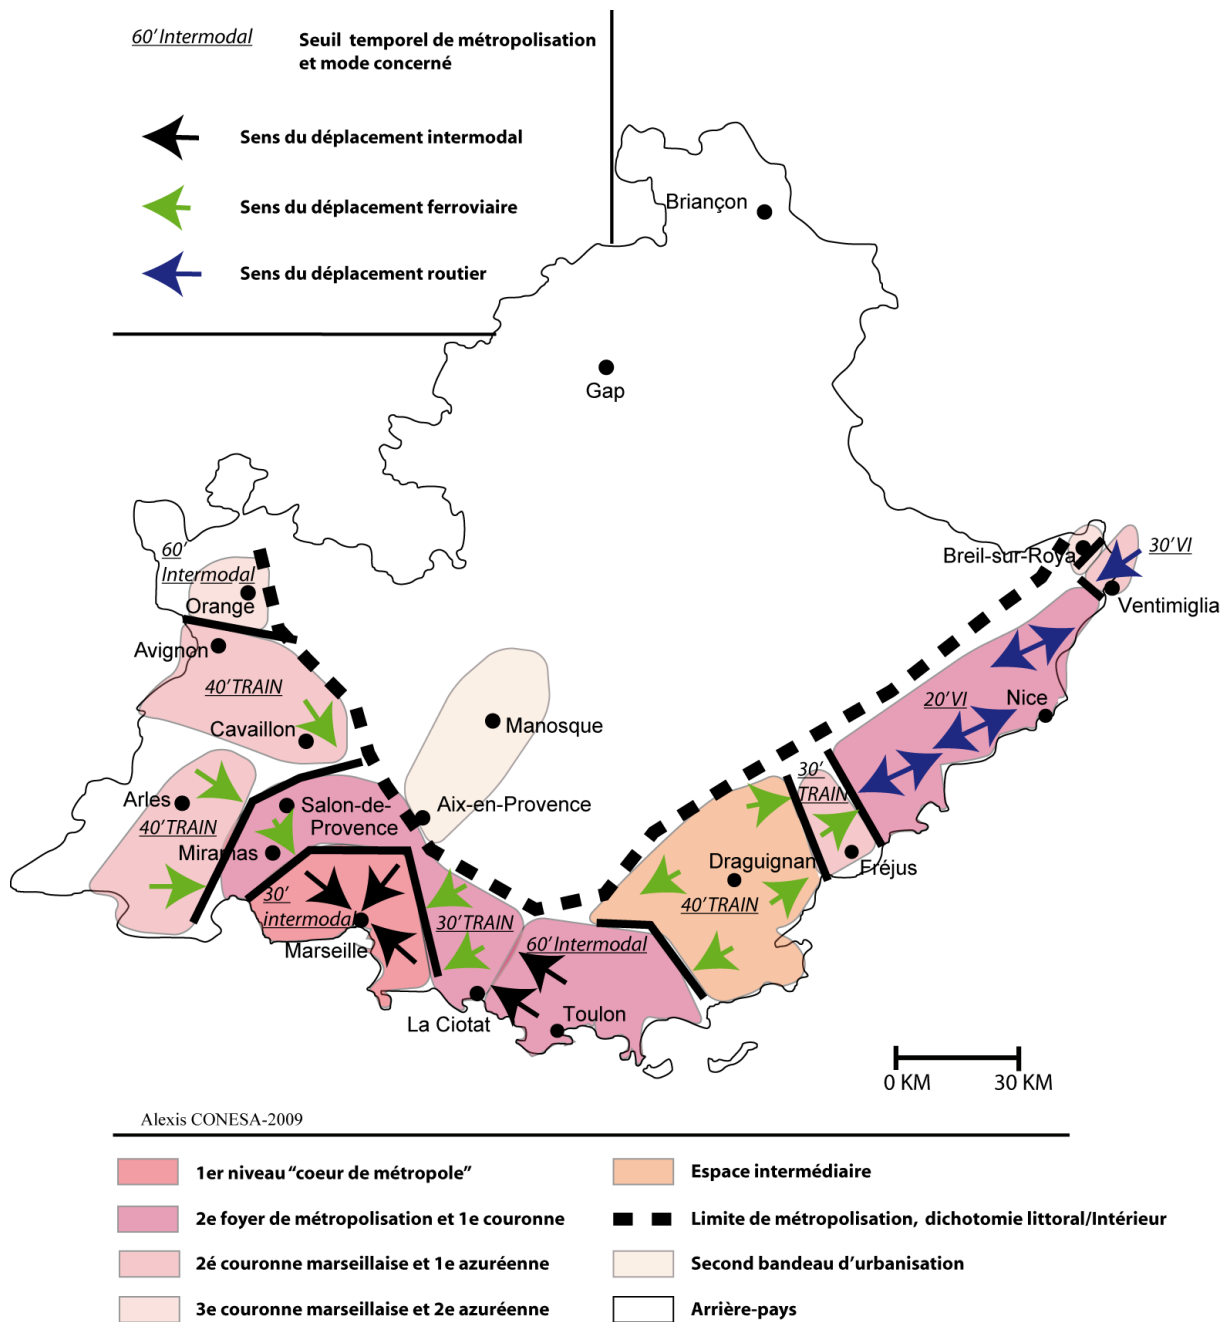 60' Intermodal
Seuil temporel de métropolisation
et mode concerné
Sens du déplacement intermodal
Sens du déplacement ferroviaire
Sens du déplacement routier
Briançon
Gap
60'
Intermodal
Orange
Avignon
40' TRAIN
Cavaillon
Arles
40' TRAIN
Salon-de-
Provence
Miramas
Manosque
Aix-en-Provence
30'
intermodal
Marseille
30' TRAIN
La Ciotat
60' Intermodal
Toulon
Draguignan
40' TRAIN
30'
TRAIN
Fréjus
20' VI
Nice
Breil-sur-Roya
30' VI
Ventimiglia
0 KM
30 KM
Alexis CONESA-2009
1er niveau "coeur de métropole"
2e foyer de métropolisation et 1e couronne
2é couronne marseillaise et 1e azuréenne
3e couronne marseillaise et 2e azuréenne
Espace intermédiaire
Limite de métropolisation, dichotomie littoral/Intérieur
Second bandeau d'urbanisation
Arrière-pays